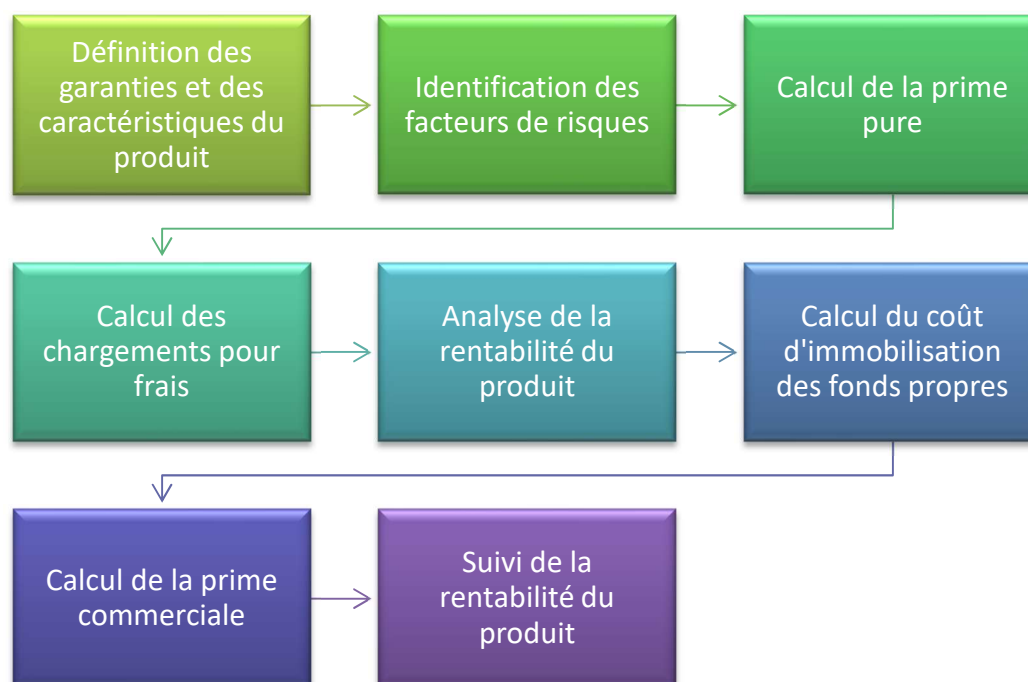 Définition des
garanties et des
caractéristiques du
produit
Identification des
facteurs de risques
Calcul de la prime
pure
Calcul des
chargements pour
frais
Analyse de la
rentabilité du
produit
Calcul du coût
d'immobilisation
des fonds propres
Calcul de la prime
commerciale
Suivi de la
rentabilité du
produit